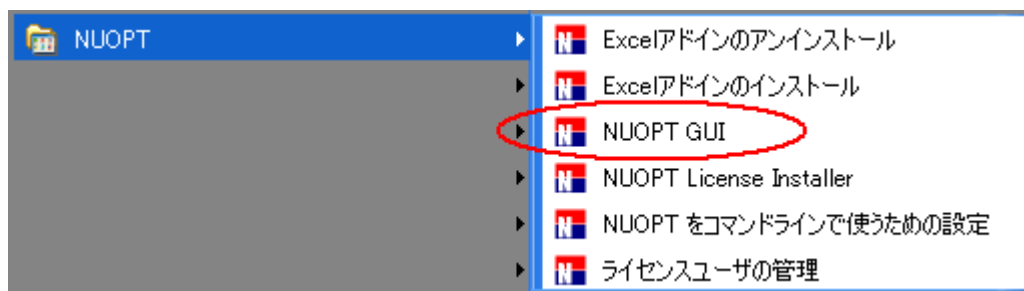 NUOPT
Excelアドインのアンインストール
Excelアドインのインストール
NUOPT GUI
NUOPT License Installer
NUOPT をコマンドラインで使うための設定
ライセンスユーザの管理